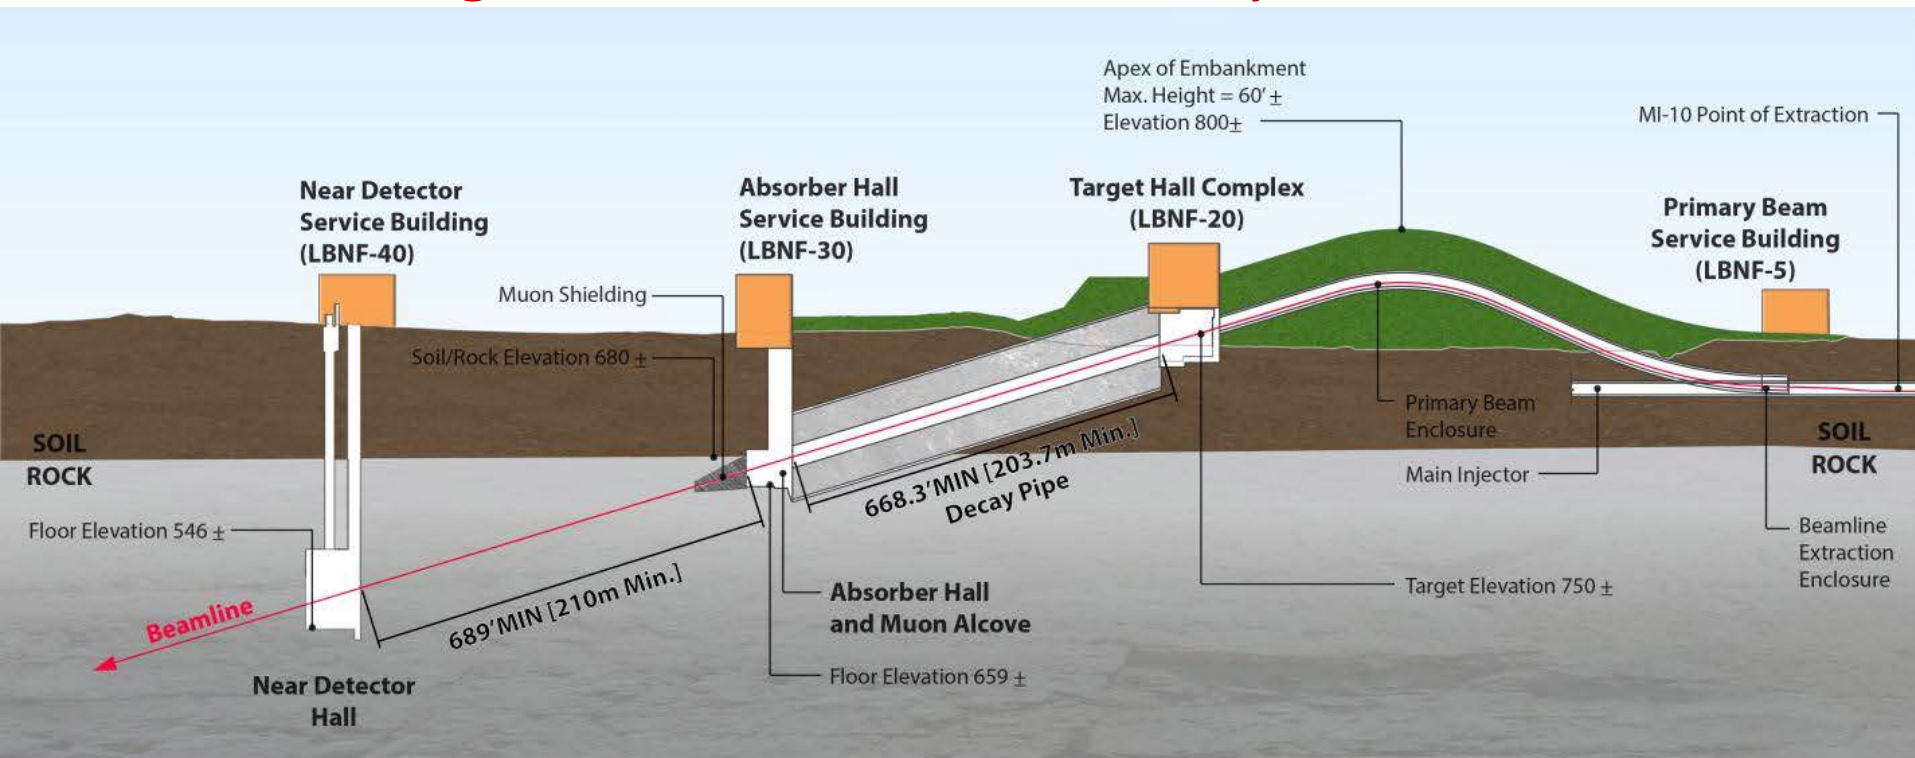 Apex of Embankment
Max. Height = 60' ±
Elevation 800±
MI-10 Point of Extraction
Near Detector
Service Building
(LBNF-40)
Absorber Hall
Service Building
(LBNF-30)
Target Hall Complex
(LBNF-20)
Primary Beam
Service Building
(LBNF-5)
Muon Shielding
Soil/Rock Elevation 680 ±
SOIL
ROCK
Floor Elevation 546 ±
Beamline
689'MIN [210m Min.]
668.3'MIN [203.7m Min.]
Decay Pipe
Primary Beam
Enclosure
Main Injector
SOIL
ROCK
Beamline
Extraction
Enclosure
Target Elevation 750 ±
Absorber Hall
and Muon Alcove
Floor Elevation 659 ±
Near Detector
Hall